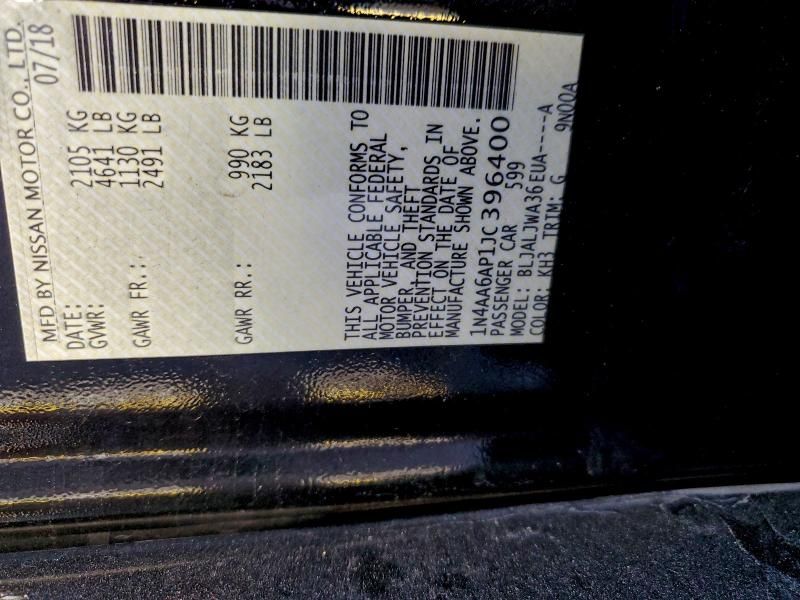 MFD BY NISSAN MOTOR CO., LTD.
DATE: 07/18
GVWR: 2105 KG
4641 LB
GAWR FR.: 1130 KG
2491 LB
GAWR RR.: 990 KG
2183 LB
THIS VEHICLE CONFORMS TO
ALL APPLICABLE FEDERAL
MOTOR VEHICLE SAFETY,
BUMPER, AND THEFT
PREVENTION STANDARDS IN
EFFECT ON THE DATE OF
MANUFACTURE SHOWN ABOVE.
1N4AA6AP1JC396400
PASSENGER CAR 599
MODEL: BLJALJWA36EUA----A
COLOR: KH3 TRIM: G 9N00A